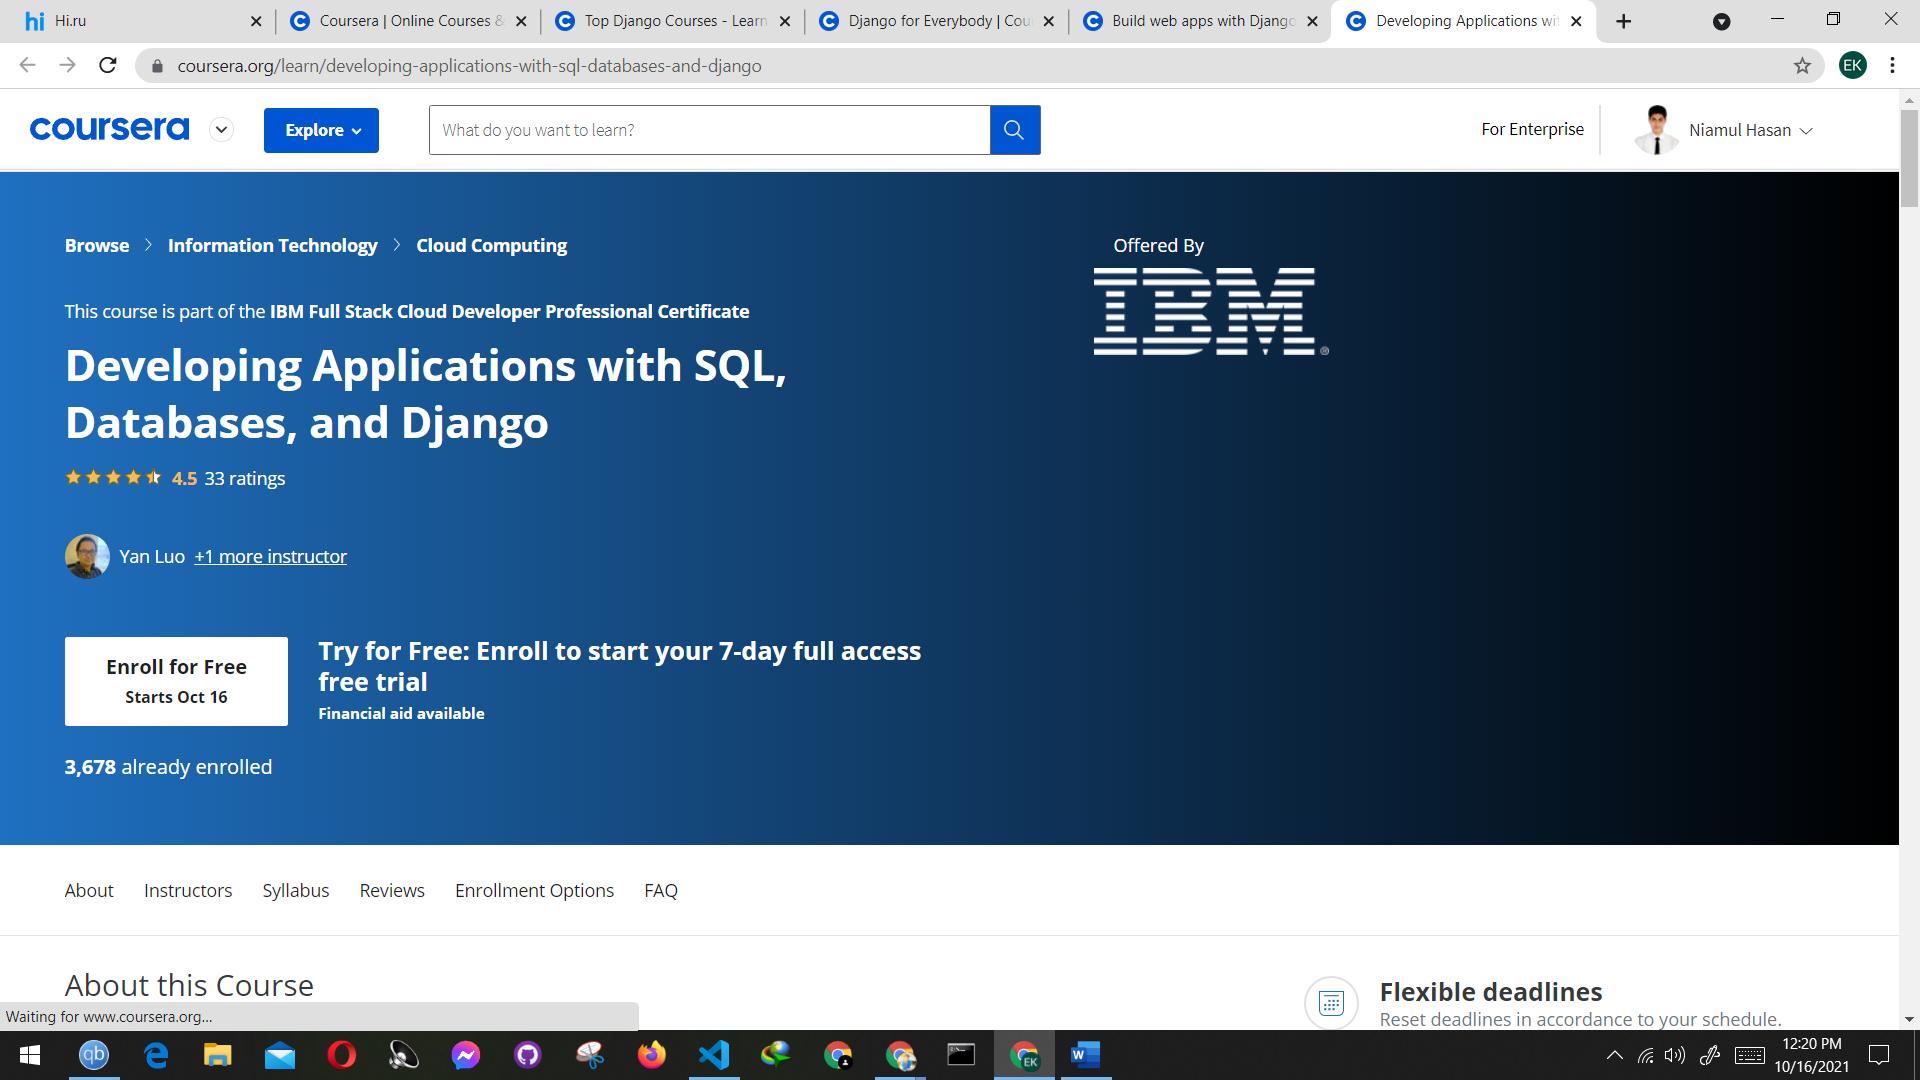 Hi.ru
Coursera | Online Courses &
Top Django Courses - Learn
Django for Everybody | Cou
Build web apps with Django
Developing Applications wit
coursera.org/learn/developing-applications-with-sql-databases-and-django
EK
coursera
Explore
What do you want to learn?
For Enterprise
Niamul Hasan
Browse
Information Technology
Cloud Computing
Offered By
IBM®
This course is part of the IBM Full Stack Cloud Developer Professional Certificate
Developing Applications with SQL,
Databases, and Django
4.5 33 ratings
Yan Luo +1 more instructor
Enroll for Free
Starts Oct 16
Try for Free: Enroll to start your 7-day full access
free trial
Financial aid available
3,678 already enrolled
About
Instructors
Syllabus
Reviews
Enrollment Options
FAQ
About this Course
Flexible deadlines
Reset deadlines in accordance to your schedule.
Waiting for www.coursera.org...
12:20 PM
10/16/2021